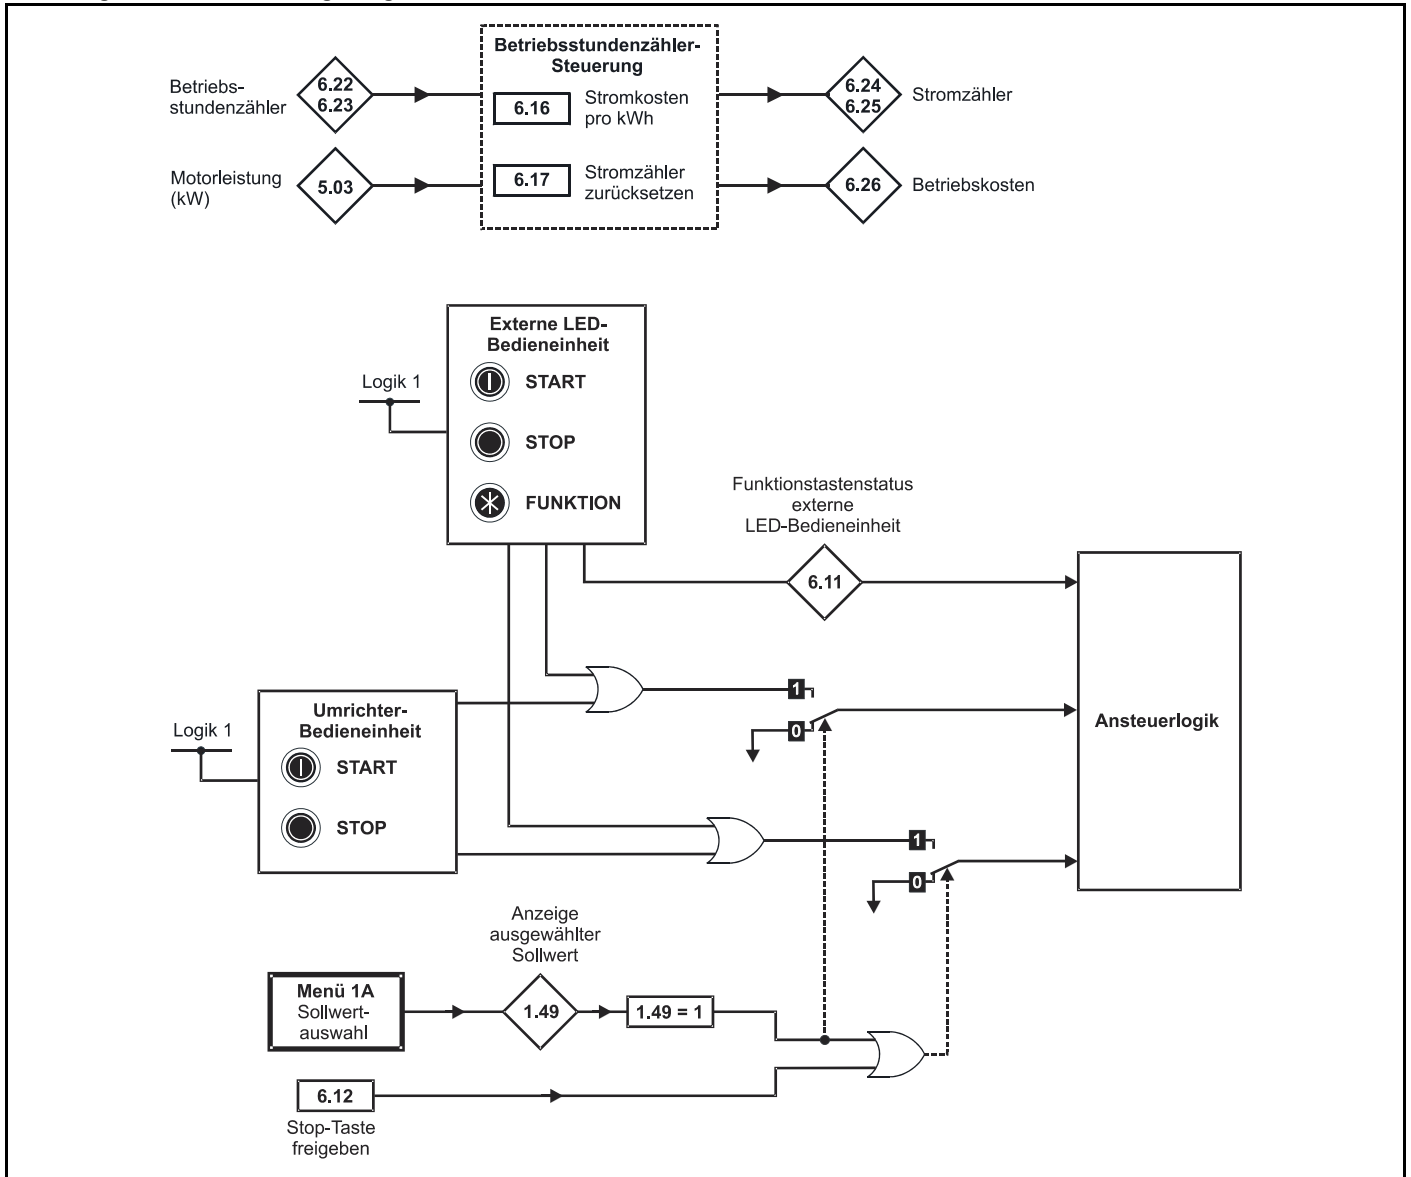 Betriebsstundenzähler-
Steuerung
Betriebs-
stundenzähler
6.22
6.23
6.16
Stromkosten
pro kWh
6.24
6.25
Stromzähler
Motorleistung
(kW)
5.03
6.17
Stromzähler
zurücksetzen
6.26
Betriebskosten
Externe LED-
Bedieneinheit
Logik 1
START
STOP
FUNKTION
Funktionstastenstatus
externe
LED-Bedieneinheit
6.11
Ansteuerlogik
1
0
Umrichter-
Bedieneinheit
Logik 1
START
STOP
1
0
Anzeige
ausgewählter
Sollwert
Menü 1A
Sollwert-
auswahl
1.49
1.49 = 1
6.12
Stop-Taste
freigeben